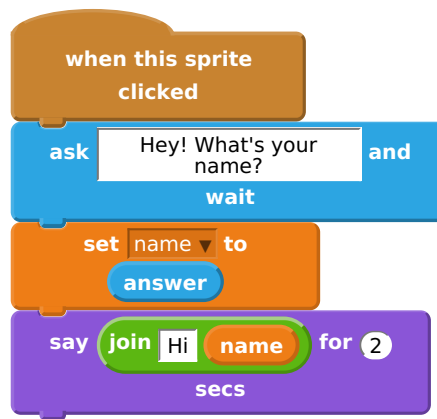 when this sprite
clicked
ask Hey! What's your name? and
wait
set name ▼ to
answer
say join Hi name for 2
secs